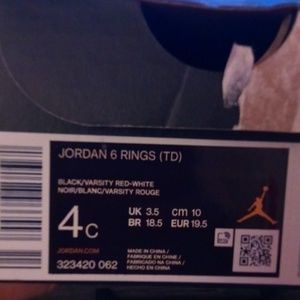 JORDAN 6 RINGS (TD)
BLACK/VARSITY RED-WHITE
NOIR/BLANC/VARSITY ROUGE
4C
UK 3.5 cm 10
BR 18.5 EUR 19.5
JORDAN.COM
323420 062
MADE IN CHINA /
FABRIQUE EN CHINE /
FABRICADO NA CHINA /
HECHO EN CHINA